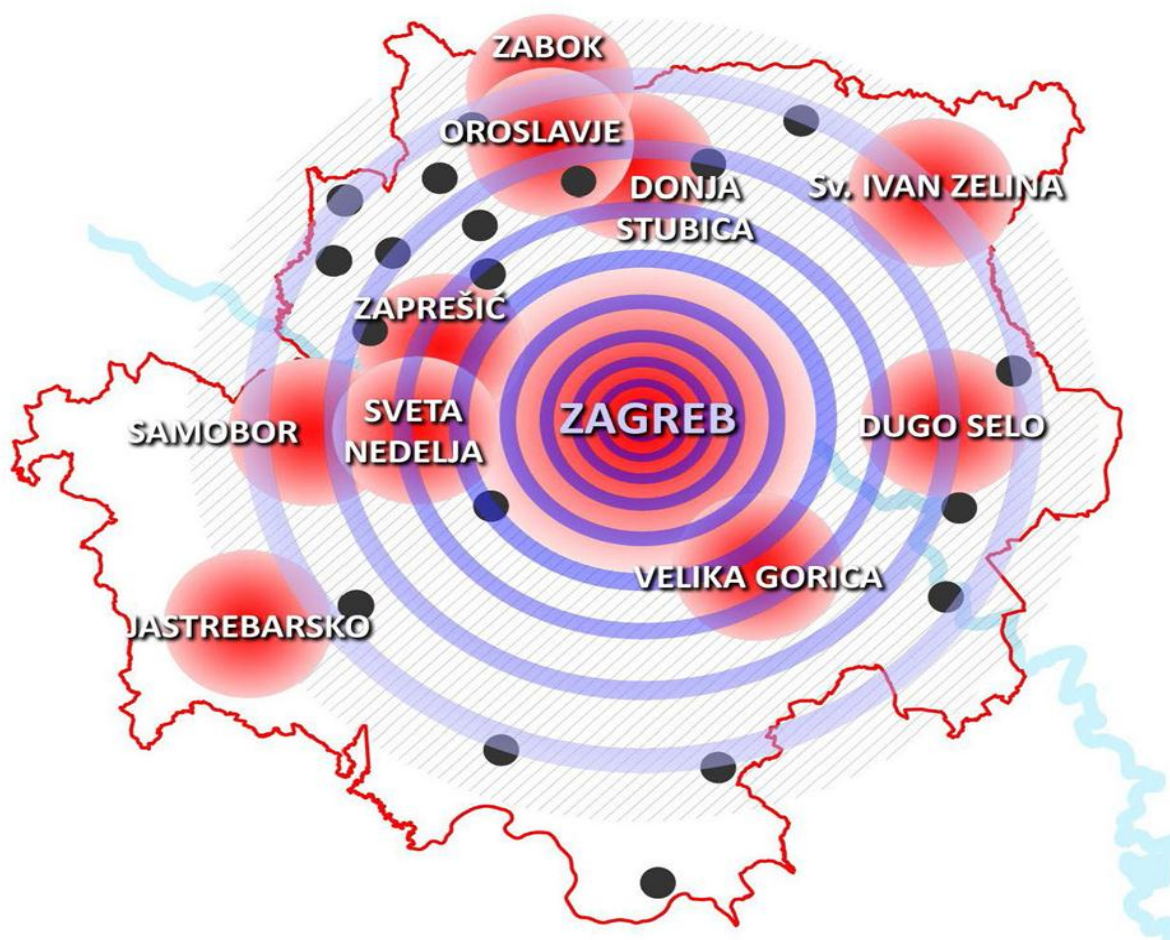 ZABOK
OROSLAVJE
DONJA
STUBICA
Sv. IVAN ZELINA
ZAPREŠIĆ
SAMOBOR
SVETA
NEDELJA
ZAGREB
DUGO SELO
VELIKA GORICA
JASTREBARSKO